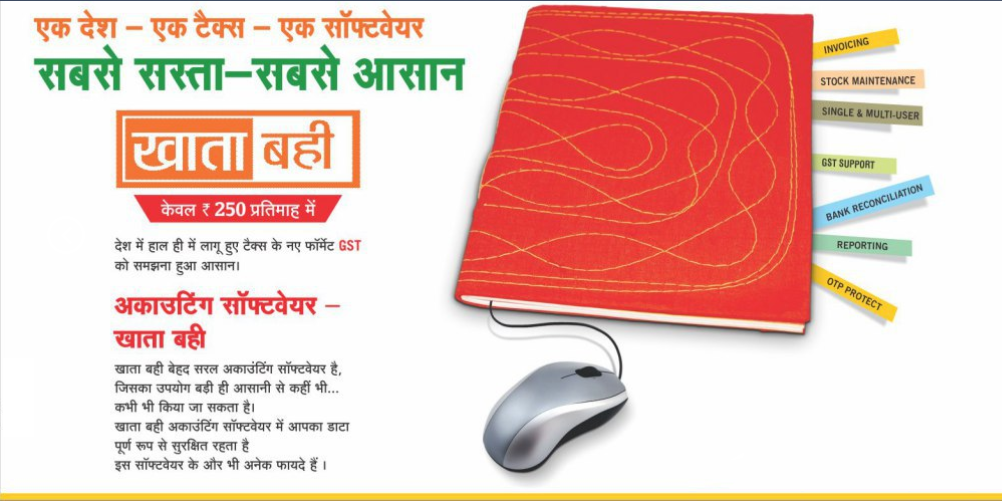 एक देश – एक टैक्स – एक सॉफ्टवेयर
सबसे सस्ता–सबसे आसान
खाता बही
केवल ₹ 250 प्रतिमाह में
देश में हाल ही में लागू हुए टैक्स के नए फॉर्मेट GST
को समझना हुआ आसान।
अकाउटिंग सॉफ्टवेयर –
खाता बही
खाता बही बेहद सरल अकाउंटिंग सॉफ्टवेयर है,
जिसका उपयोग बड़ी ही आसानी से कहीं भी...
कभी भी किया जा सकता है।
खाता बही अकाउंटिंग सॉफ्टवेयर में आपका डाटा
पूर्ण रूप से सुरक्षित रहता है
इस सॉफ्टवेयर के और भी अनेक फायदे हैं ।
INVOICING
STOCK MAINTENANCE
SINGLE & MULTI-USER
GST SUPPORT
BANK RECONCILIATION
REPORTING
OTP PROTECT